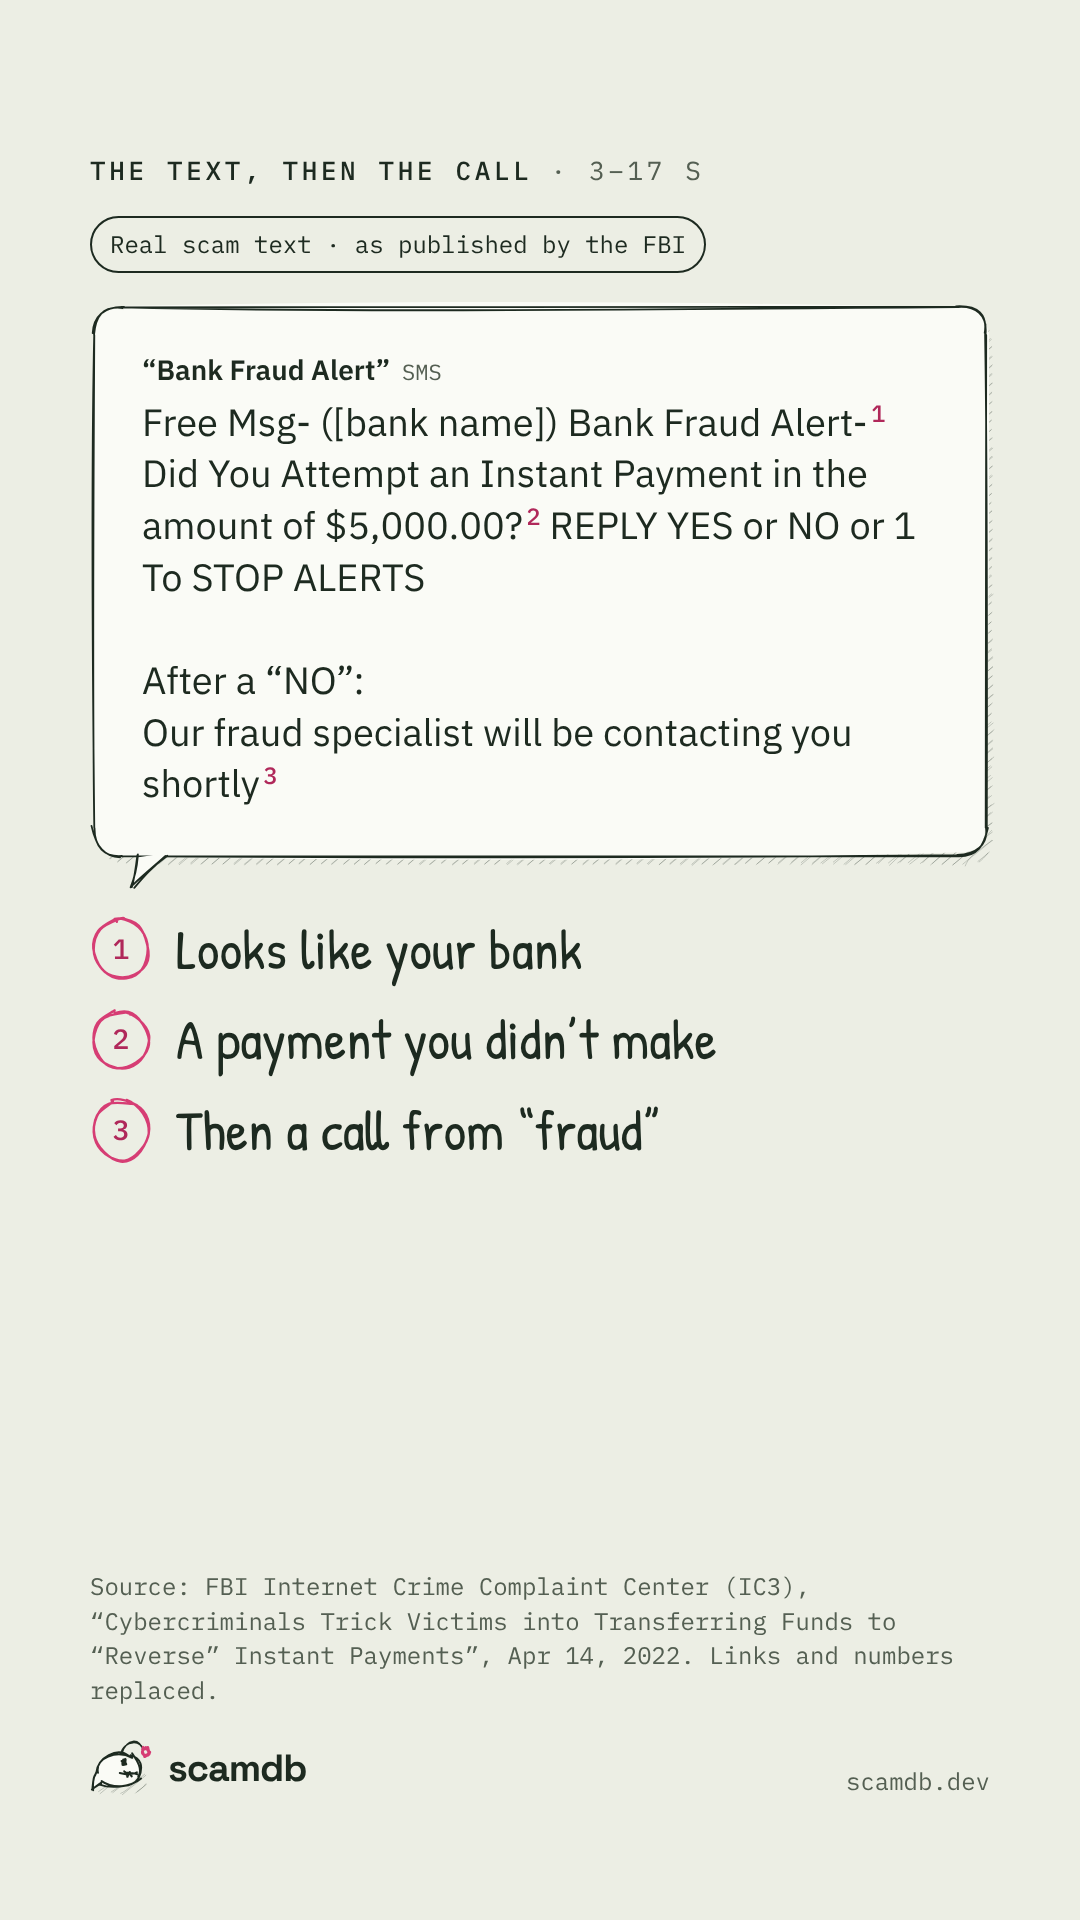 THE TEXT, THEN THE CALL · 3–17 S
Real scam text · as published by the FBI
“Bank Fraud Alert” SMS
Free Msg- ([bank name]) Bank Fraud Alert-1
Did You Attempt an Instant Payment in the
amount of $5,000.00?2 REPLY YES or NO or 1
To STOP ALERTS
After a “NO”:
Our fraud specialist will be contacting you
shortly3
1 Looks like your bank
2 A payment you didn’t make
3 Then a call from “fraud”
Source: FBI Internet Crime Complaint Center (IC3),
“Cybercriminals Trick Victims into Transferring Funds to
“Reverse” Instant Payments”, Apr 14, 2022. Links and numbers
replaced.
scamdb
scamdb.dev